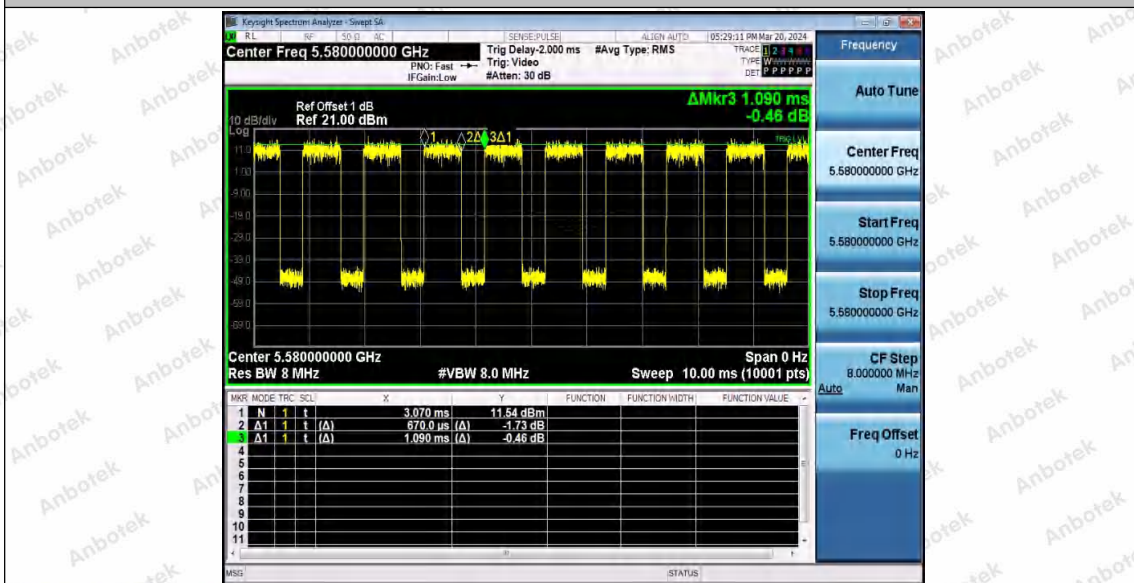 Keysight Spectrum Analyzer - Swept SA
RL RF 50 Ω AC SENSE:PULSE ALIGN AUTO 05:29:11 PM Mar 20, 2024
Center Freq 5.580000000 GHz
PNO: Fast
IFGain:Low
Trig Delay-2.000 ms
Trig: Video
#Atten: 30 dB
#Avg Type: RMS
TRACE 1 2 3 4 5 6
TYPE W
DET P P P P P P
ΔMkr3 1.090 ms
-0.46 dB
Ref Offset 1 dB
Ref 21.00 dBm
10 dB/div
Log
11.0
1.00
-9.00
-19.0
-29.0
-39.0
-49.0
-59.0
-69.0
1 2Δ 3Δ1
TRIG LVL
Center 5.580000000 GHz
Span 0 Hz
Res BW 8 MHz
#VBW 8.0 MHz
Sweep 10.00 ms (10001 pts)
MKR MODE TRC SCL X Y FUNCTION FUNCTION WIDTH FUNCTION VALUE
1 N 1 t 3.070 ms 11.54 dBm
2 Δ1 1 t (Δ) 670.0 µs (Δ) -1.73 dB
3 Δ1 1 t (Δ) 1.090 ms (Δ) -0.46 dB
4
5
6
7
8
9
10
11
MSG
STATUS
Frequency
Auto Tune
Center Freq
5.580000000 GHz
Start Freq
5.580000000 GHz
Stop Freq
5.580000000 GHz
CF Step
8.000000 MHz
Auto Man
Freq Offset
0 Hz
Anbotek